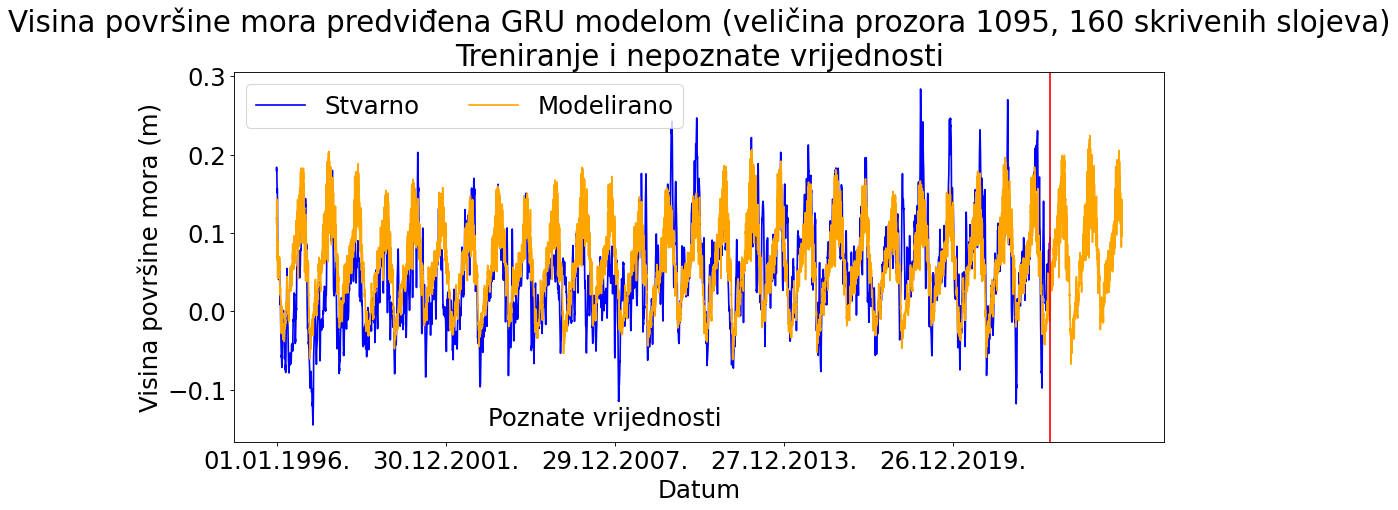 Visina površine mora predviđena GRU modelom (veličina prozora 1095, 160 skrivenih slojeva)
Treniranje i nepoznate vrijednosti
Stvarno
Modelirano
Visina površine mora (m)
0.3
0.2
0.1
0.0
−0.1
Poznate vrijednosti
01.01.1996.
30.12.2001.
29.12.2007.
27.12.2013.
26.12.2019.
Datum